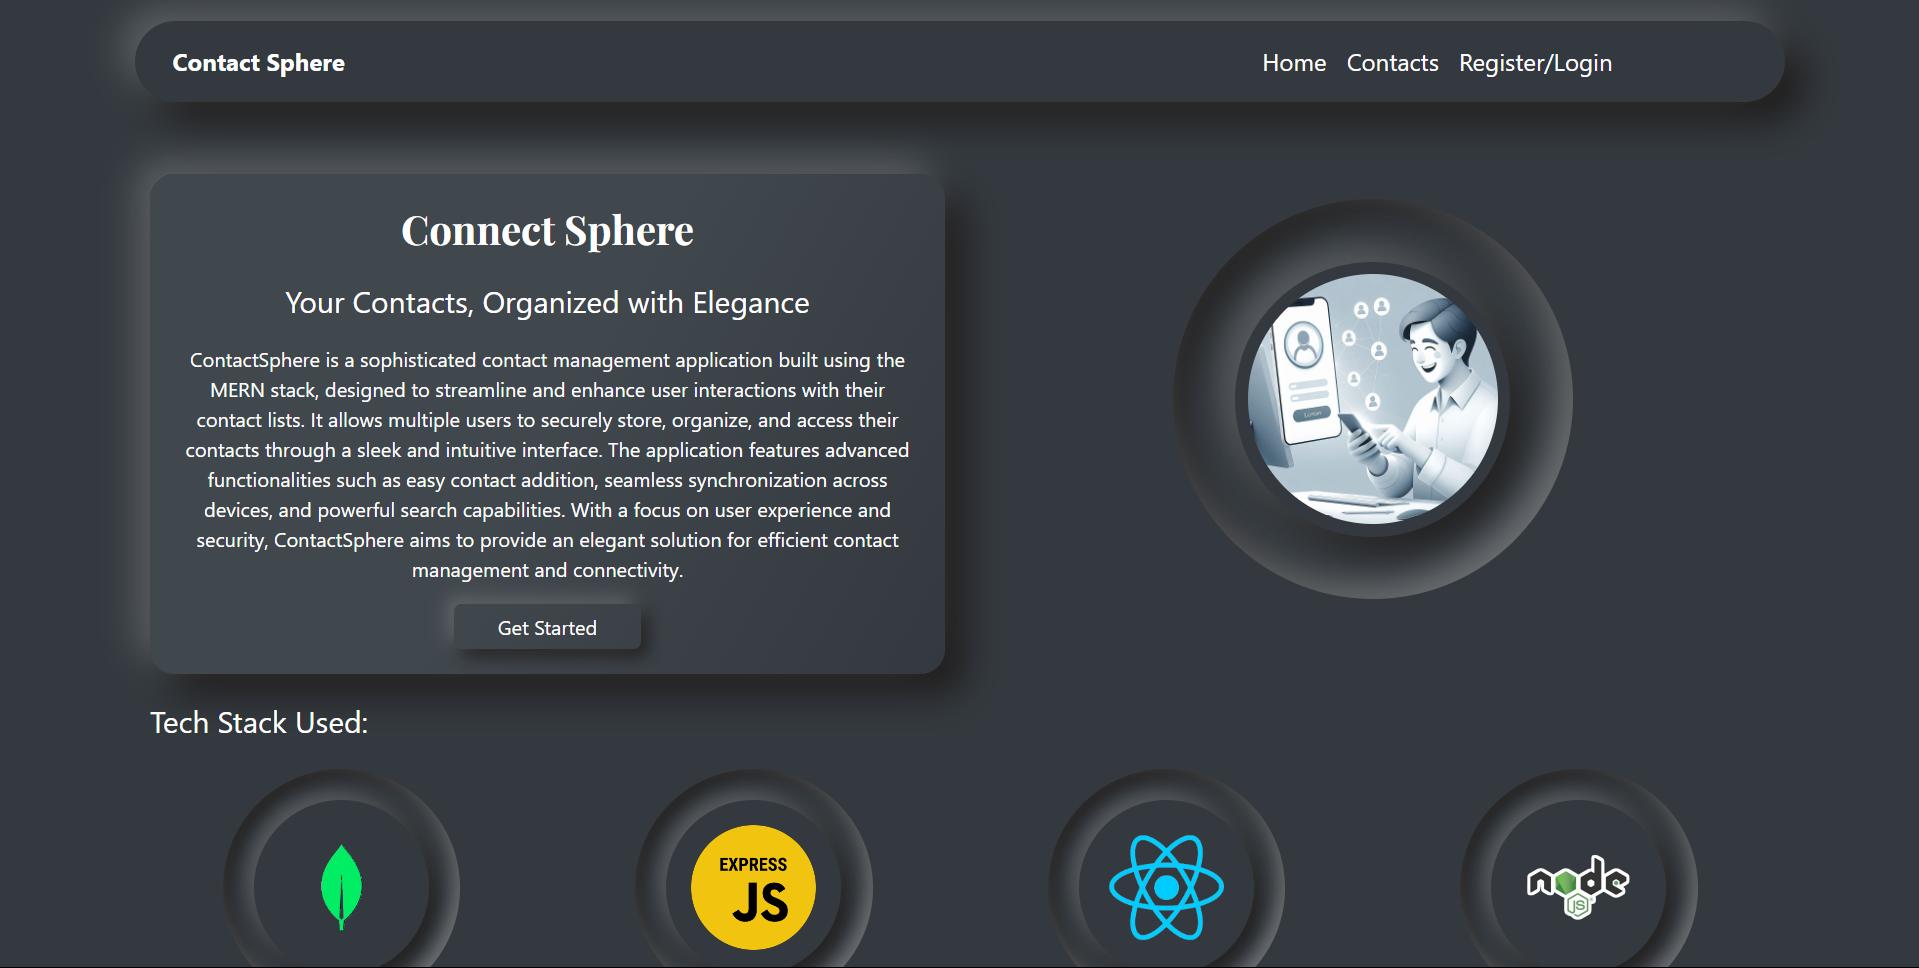 Contact Sphere
Home Contacts Register/Login
Connect Sphere
Your Contacts, Organized with Elegance
ContactSphere is a sophisticated contact management application built using the
MERN stack, designed to streamline and enhance user interactions with their
contact lists. It allows multiple users to securely store, organize, and access their
contacts through a sleek and intuitive interface. The application features advanced
functionalities such as easy contact addition, seamless synchronization across
devices, and powerful search capabilities. With a focus on user experience and
security, ContactSphere aims to provide an elegant solution for efficient contact
management and connectivity.
Get Started
Tech Stack Used:
EXPRESS
JS
node
JS